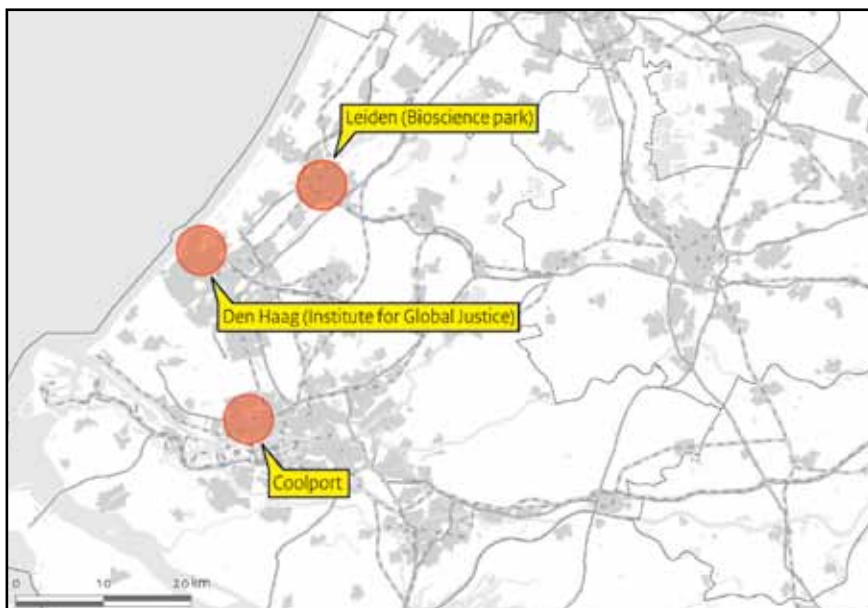 Leiden (Bioscience park)
Den Haag (Institute for Global Justice)
Coolport
0 10 20 km